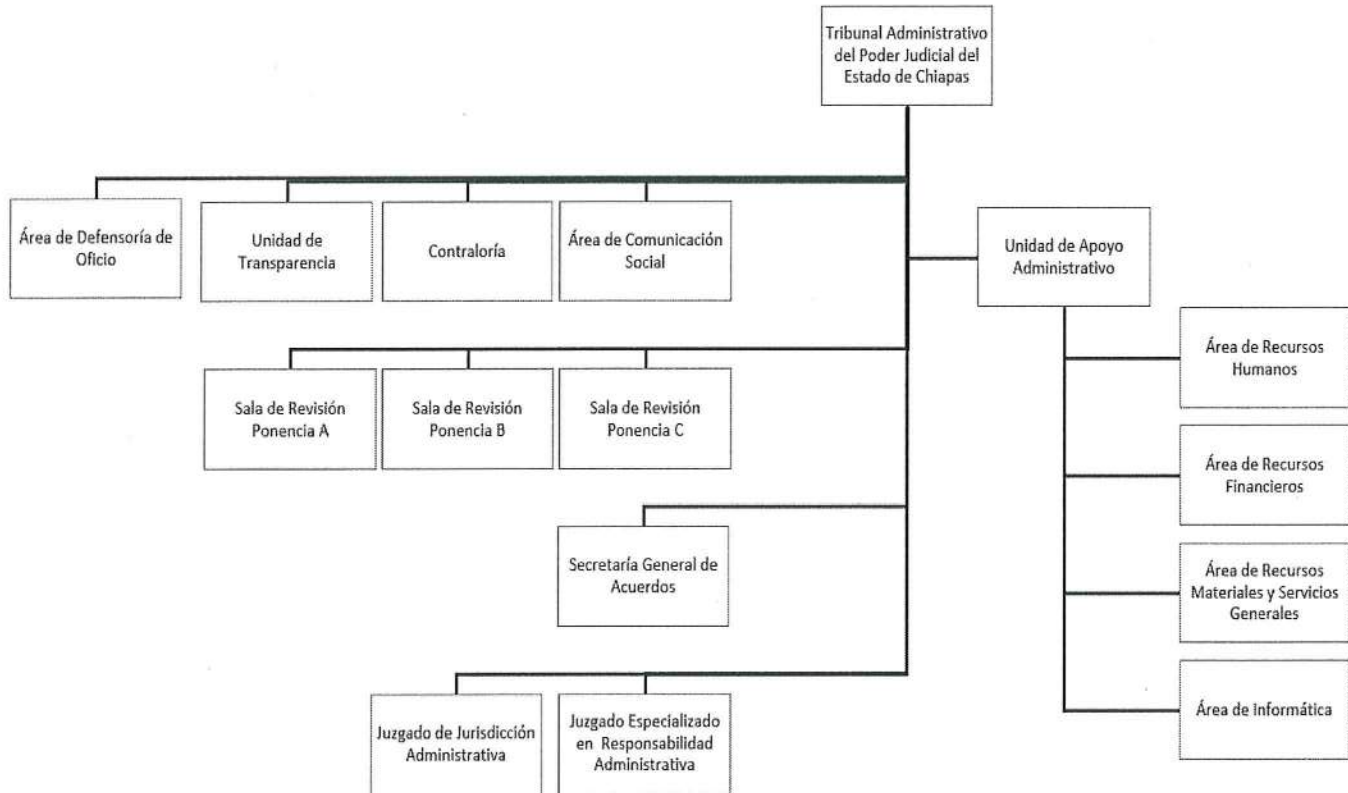 Tribunal Administrativo
del Poder Judicial del
Estado de Chiapas
Área de Defensoría de
Oficio
Unidad de
Transparencia
Contraloría
Área de Comunicación
Social
Unidad de Apoyo
Administrativo
Área de Recursos
Humanos
Sala de Revisión
Ponencia A
Sala de Revisión
Ponencia B
Sala de Revisión
Ponencia C
Área de Recursos
Financieros
Secretaría General de
Acuerdos
Área de Recursos
Materiales y Servicios
Generales
Juzgado de Jurisdicción
Administrativa
Juzgado Especializado
en Responsabilidad
Administrativa
Área de Informática